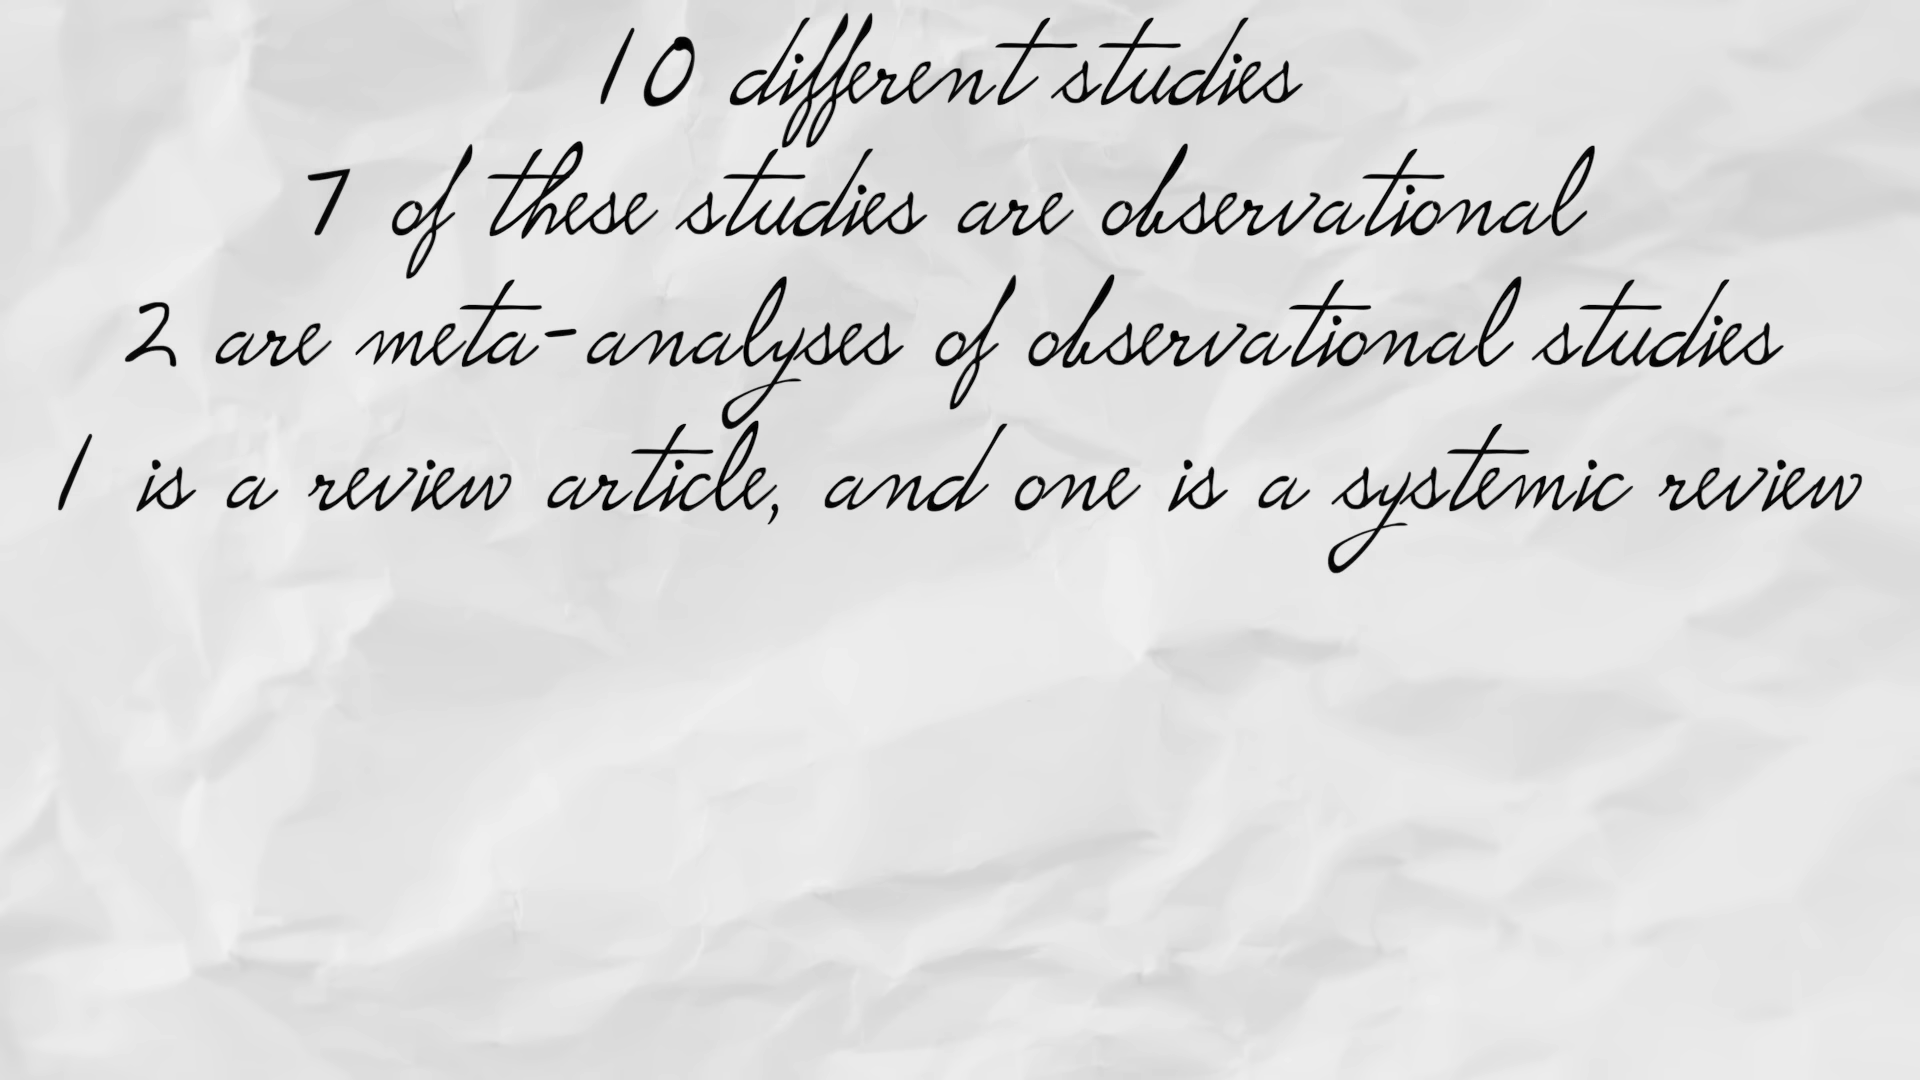 10 different studies
7 of these studies are observational
2 are meta-analyses of observational studies
1 is a review article, and one is a systemic review